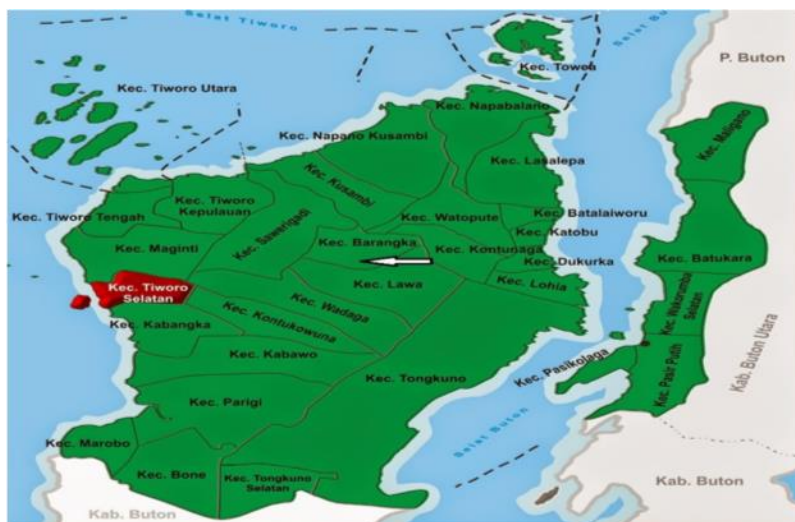 Selat Tiworo
Selat Buton
P. Buton
Kec. Towea
Kec. Tiworo Utara
Kec. Napabalano
Kec. Maligano
Kec. Napano Kusambi
Kec. Lasalepa
Kec. Kusambi
Kec. Tiworo
Kepulauan
Kec. Tiworo
Tengah
Kec. Sawerigadi
Kec. Watopute
Kec. Batalaiworu
Kec. Katobu
Kec. Maginti
Kec. Barangka
Kec. Kontunaga
Kec. Dukurka
Kec. Batukara
Kec. Tiworo
Selatan
Kec. Lawa
Kec. Lohia
Kec. Wadaga
Kec. Wakorumba
Selatan
Kec. Kabangka
Kec. Kontukowuna
Kec. Kabawo
Kec. Pasikolaga
Kec. Pasir Putih
Kab. Buton Utara
Kec. Tongkuno
Kec. Parigi
Kec. Marobo
Selat Buton
Kec. Bone
Kec. Tongkuno
Selatan
Kab. Buton
Kab. Buton